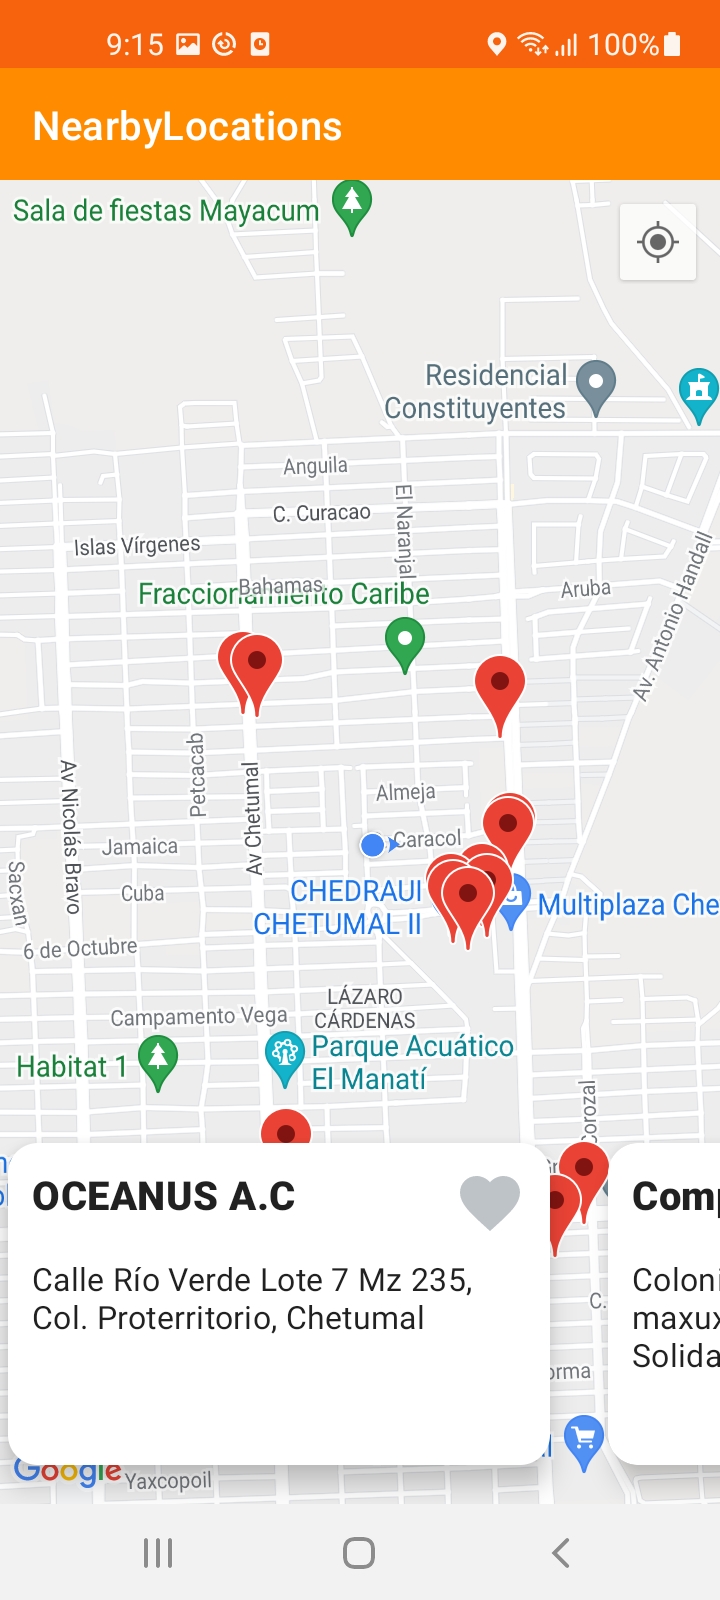 9:15
100%
NearbyLocations
Sala de fiestas Mayacum
Residencial
Constituyentes
Anguila
C. Curacao
El Naranjal
Islas Vírgenes
Bahamas
Fraccionamiento Caribe
Aruba
Av. Antonio Handall
Petcacab
Av Chetumal
Av Nicolás Bravo
Almeja
Caracol
Jamaica
Sacxan
Cuba
CHEDRAUI
CHETUMAL II
Multiplaza Che
6 de Octubre
LÁZARO
CÁRDENAS
Campamento Vega
Parque Acuático
El Manatí
Habitat 1
Corozal
OCEANUS A.C
Calle Río Verde Lote 7 Mz 235,
Col. Proterritorio, Chetumal
Comp
Coloni
maxux
Solida
C.
orma
Google
Yaxcopoil